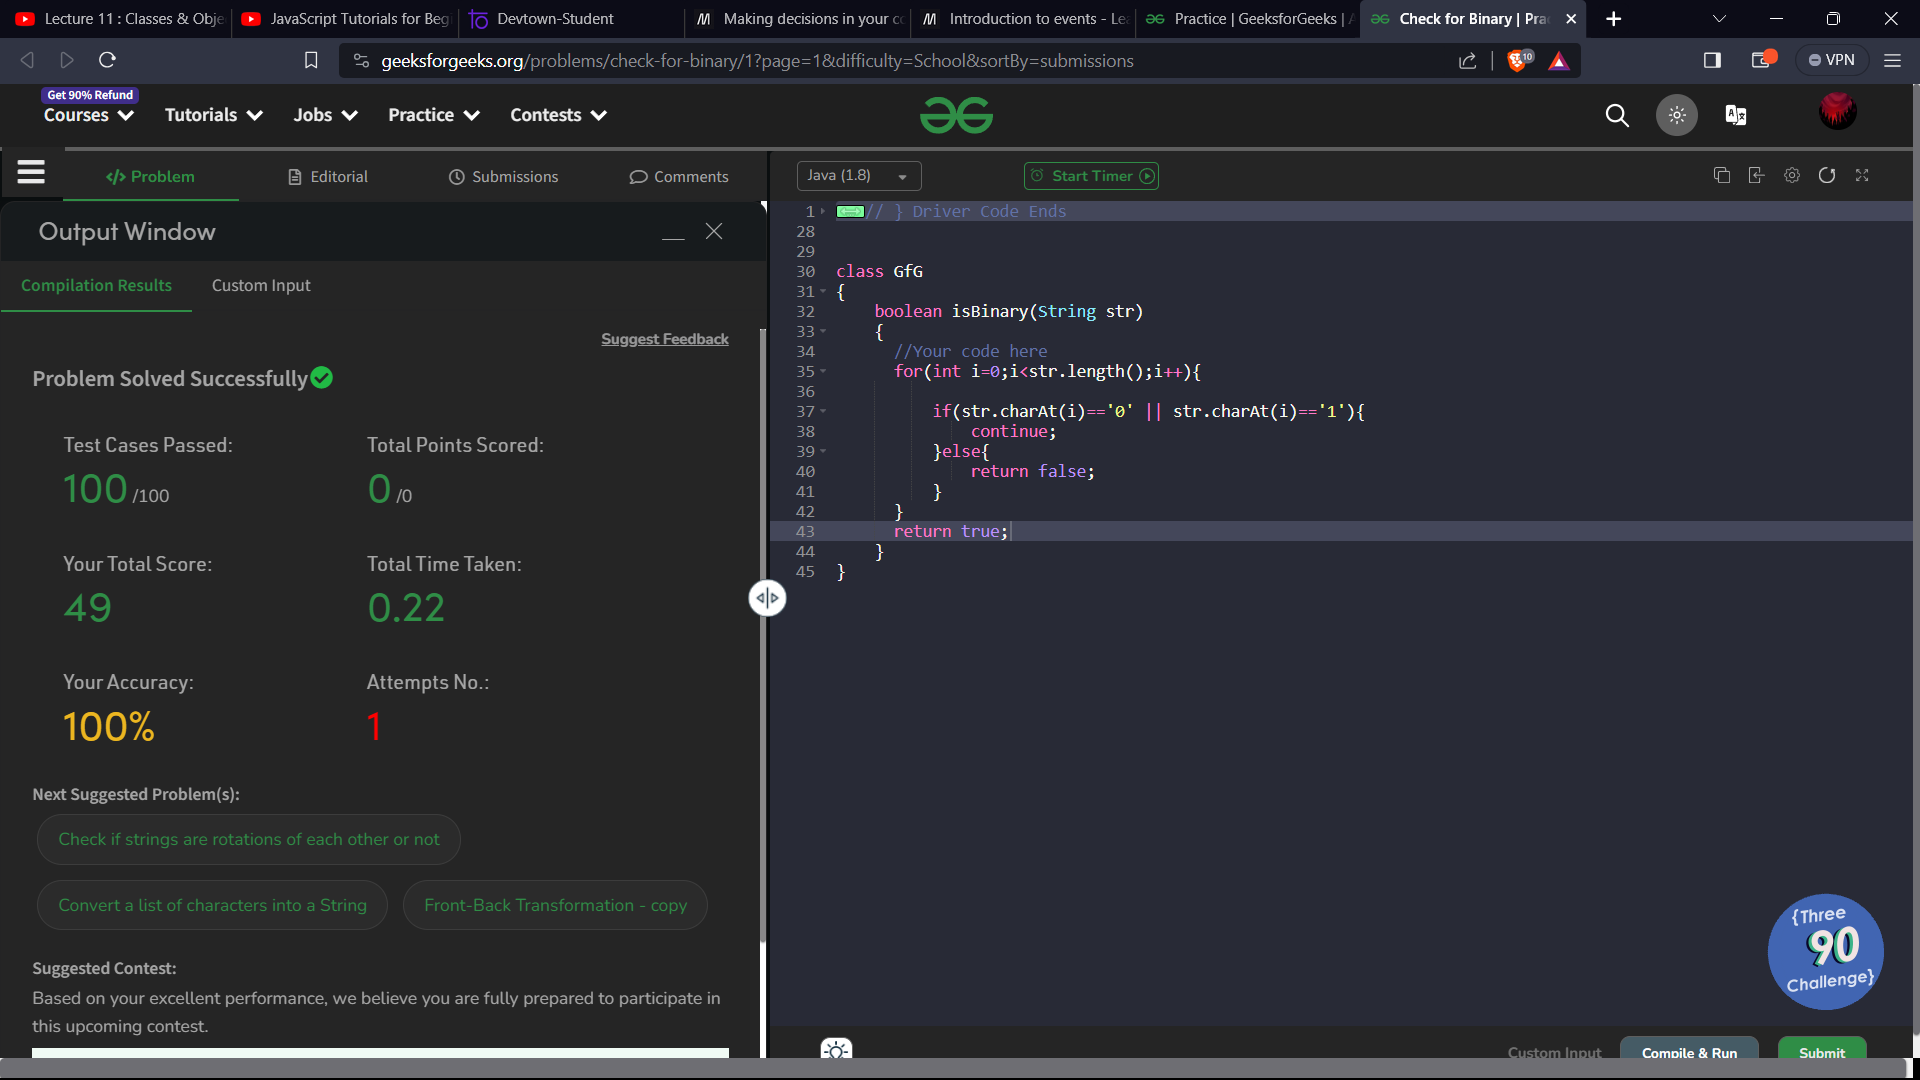 Lecture 11 : Classes & Obje
JavaScript Tutorials for Beg
Devtown-Student
Making decisions in your co
Introduction to events - Lea
Practice | GeeksforGeeks | A
Check for Binary | Prac
geeksforgeeks.org/problems/check-for-binary/1?page=1&difficulty=School&sortBy=submissions
10
VPN
Get 90% Refund
Courses
Tutorials
Jobs
Practice
Contests
</> Problem
Editorial
Submissions
Comments
Output Window
Compilation Results
Custom Input
Suggest Feedback
Problem Solved Successfully
Test Cases Passed:
100 /100
Total Points Scored:
0 /0
Your Total Score:
49
Total Time Taken:
0.22
Your Accuracy:
100%
Attempts No.:
1
Next Suggested Problem(s):
Check if strings are rotations of each other or not
Convert a list of characters into a String
Front-Back Transformation - copy
Suggested Contest:
Based on your excellent performance, we believe you are fully prepared to participate in
this upcoming contest.
Java (1.8)
Start Timer
1 // } Driver Code Ends
28
29
30 class GfG
31 {
32 boolean isBinary(String str)
33 {
34 //Your code here
35 for(int i=0;i<str.length();i++){
36
37 if(str.charAt(i)=='0' || str.charAt(i)=='1'){
38 continue;
39 }else{
40 return false;
41 }
42 }
43 return true;
44 }
45 }
{Three
90
Challenge}
Custom Input
Compile & Run
Submit